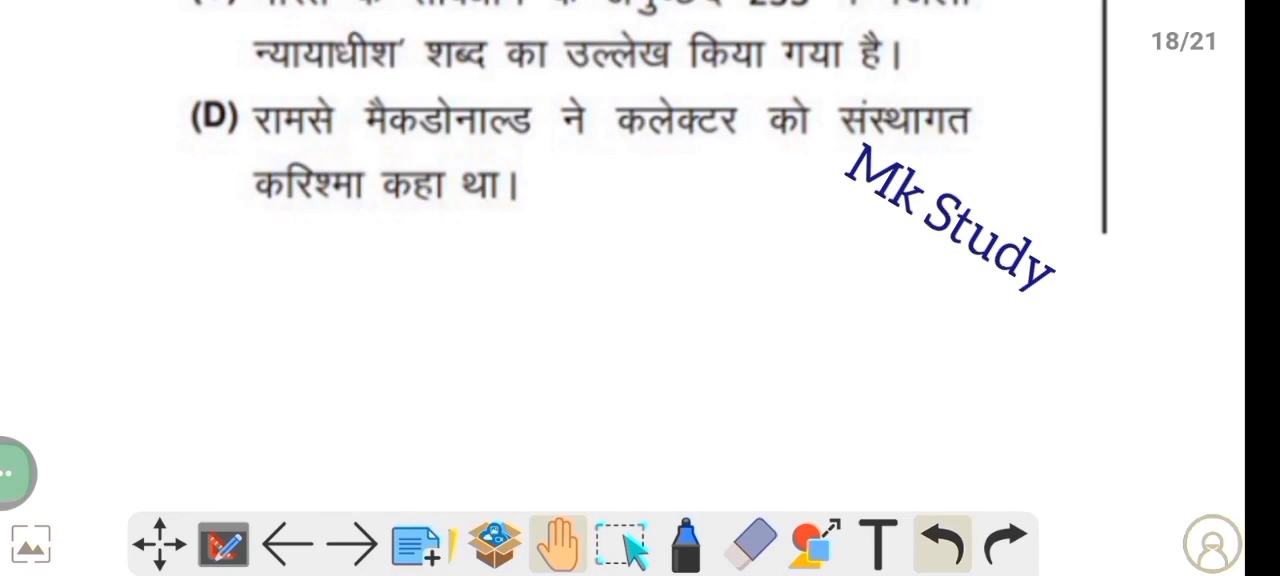 18/21
न्यायाधीश' शब्द का उल्लेख किया गया है।
(D) रामसे मैकडोनाल्ड ने कलेक्टर को संस्थागत
करिश्मा कहा था।
Mk Study